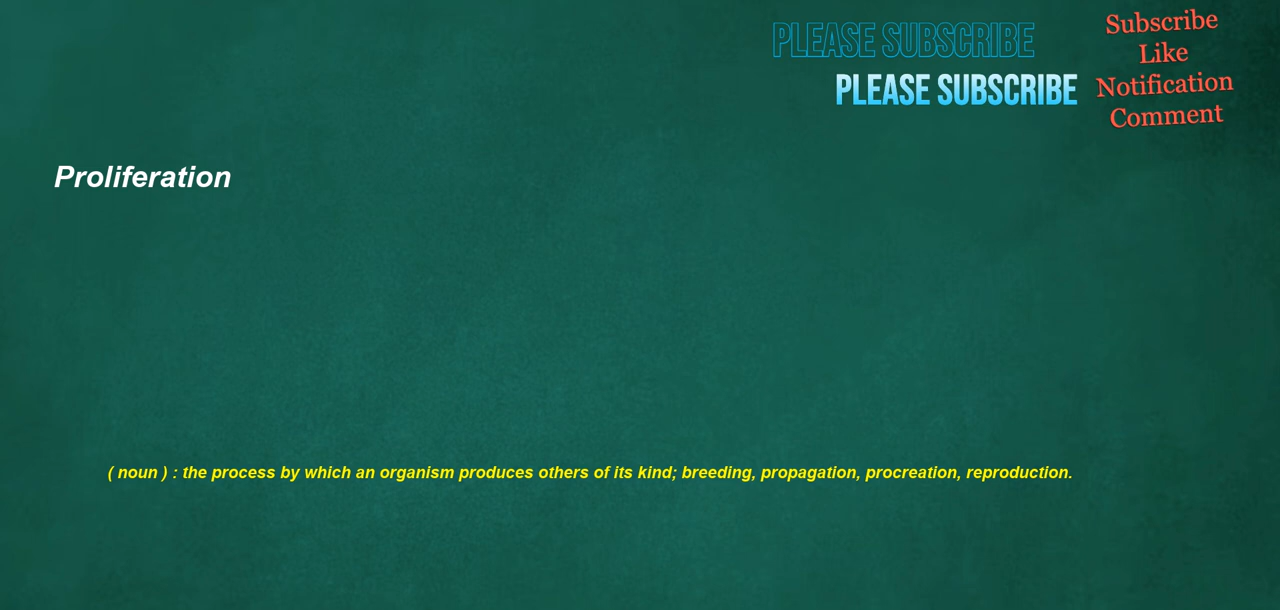 PLEASE SUBSCRIBE
PLEASE SUBSCRIBE
Subscribe
Like
Notification
Comment
Proliferation
( noun ) : the process by which an organism produces others of its kind; breeding, propagation, procreation, reproduction.